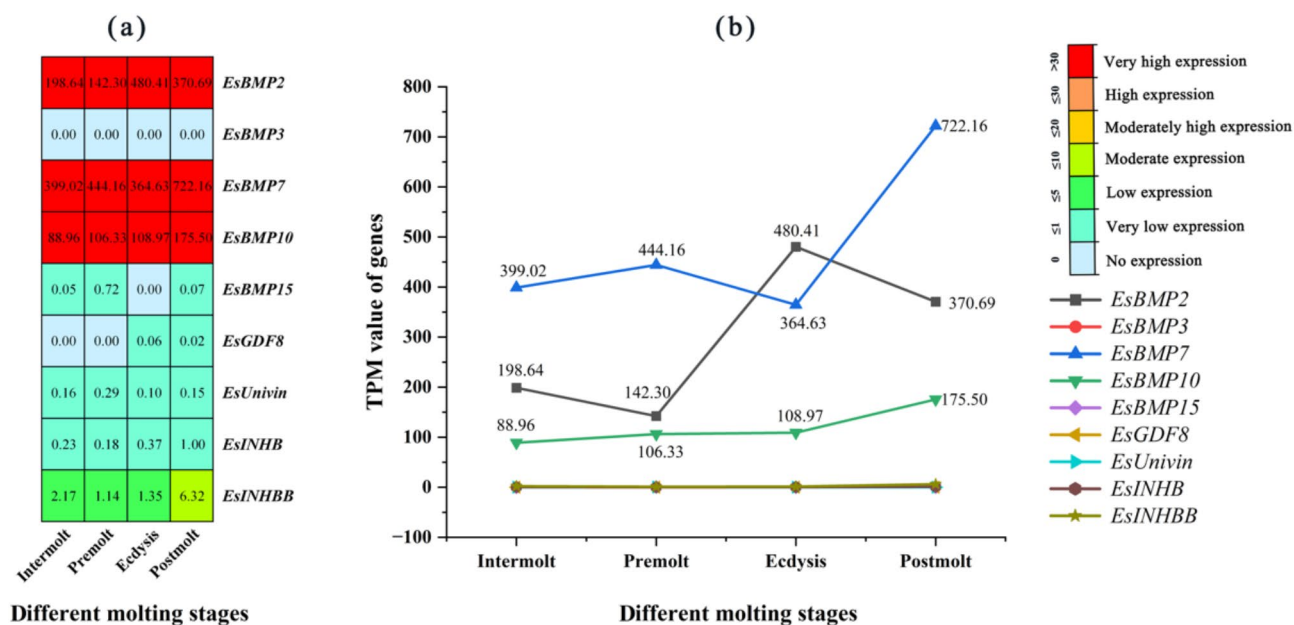 (a)
198.64 142.30 480.41 370.69 EsBMP2
0.00 0.00 0.00 0.00 EsBMP3
399.02 444.16 364.63 722.16 EsBMP7
88.96 106.33 108.97 175.50 EsBMP10
0.05 0.72 0.00 0.07 EsBMP15
0.00 0.00 0.06 0.02 EsGDF8
0.16 0.29 0.10 0.15 EsUnivin
0.23 0.18 0.37 1.00 EsINHB
2.17 1.14 1.35 6.32 EsINHBB
Intermolt Premolt Ecdysis Postmolt
Different molting stages
(b)
TPM value of genes
800
700
600
500
400
300
200
100
0
−100
399.02
444.16
364.63
722.16
198.64
142.30
480.41
370.69
88.96
106.33
108.97
175.50
Intermolt Premolt Ecdysis Postmolt
Different molting stages
>30 Very high expression
≤30 High expression
≤20 Moderately high expression
≤10 Moderate expression
≤5 Low expression
≤1 Very low expression
0 No expression
EsBMP2
EsBMP3
EsBMP7
EsBMP10
EsBMP15
EsGDF8
EsUnivin
EsINHB
EsINHBB